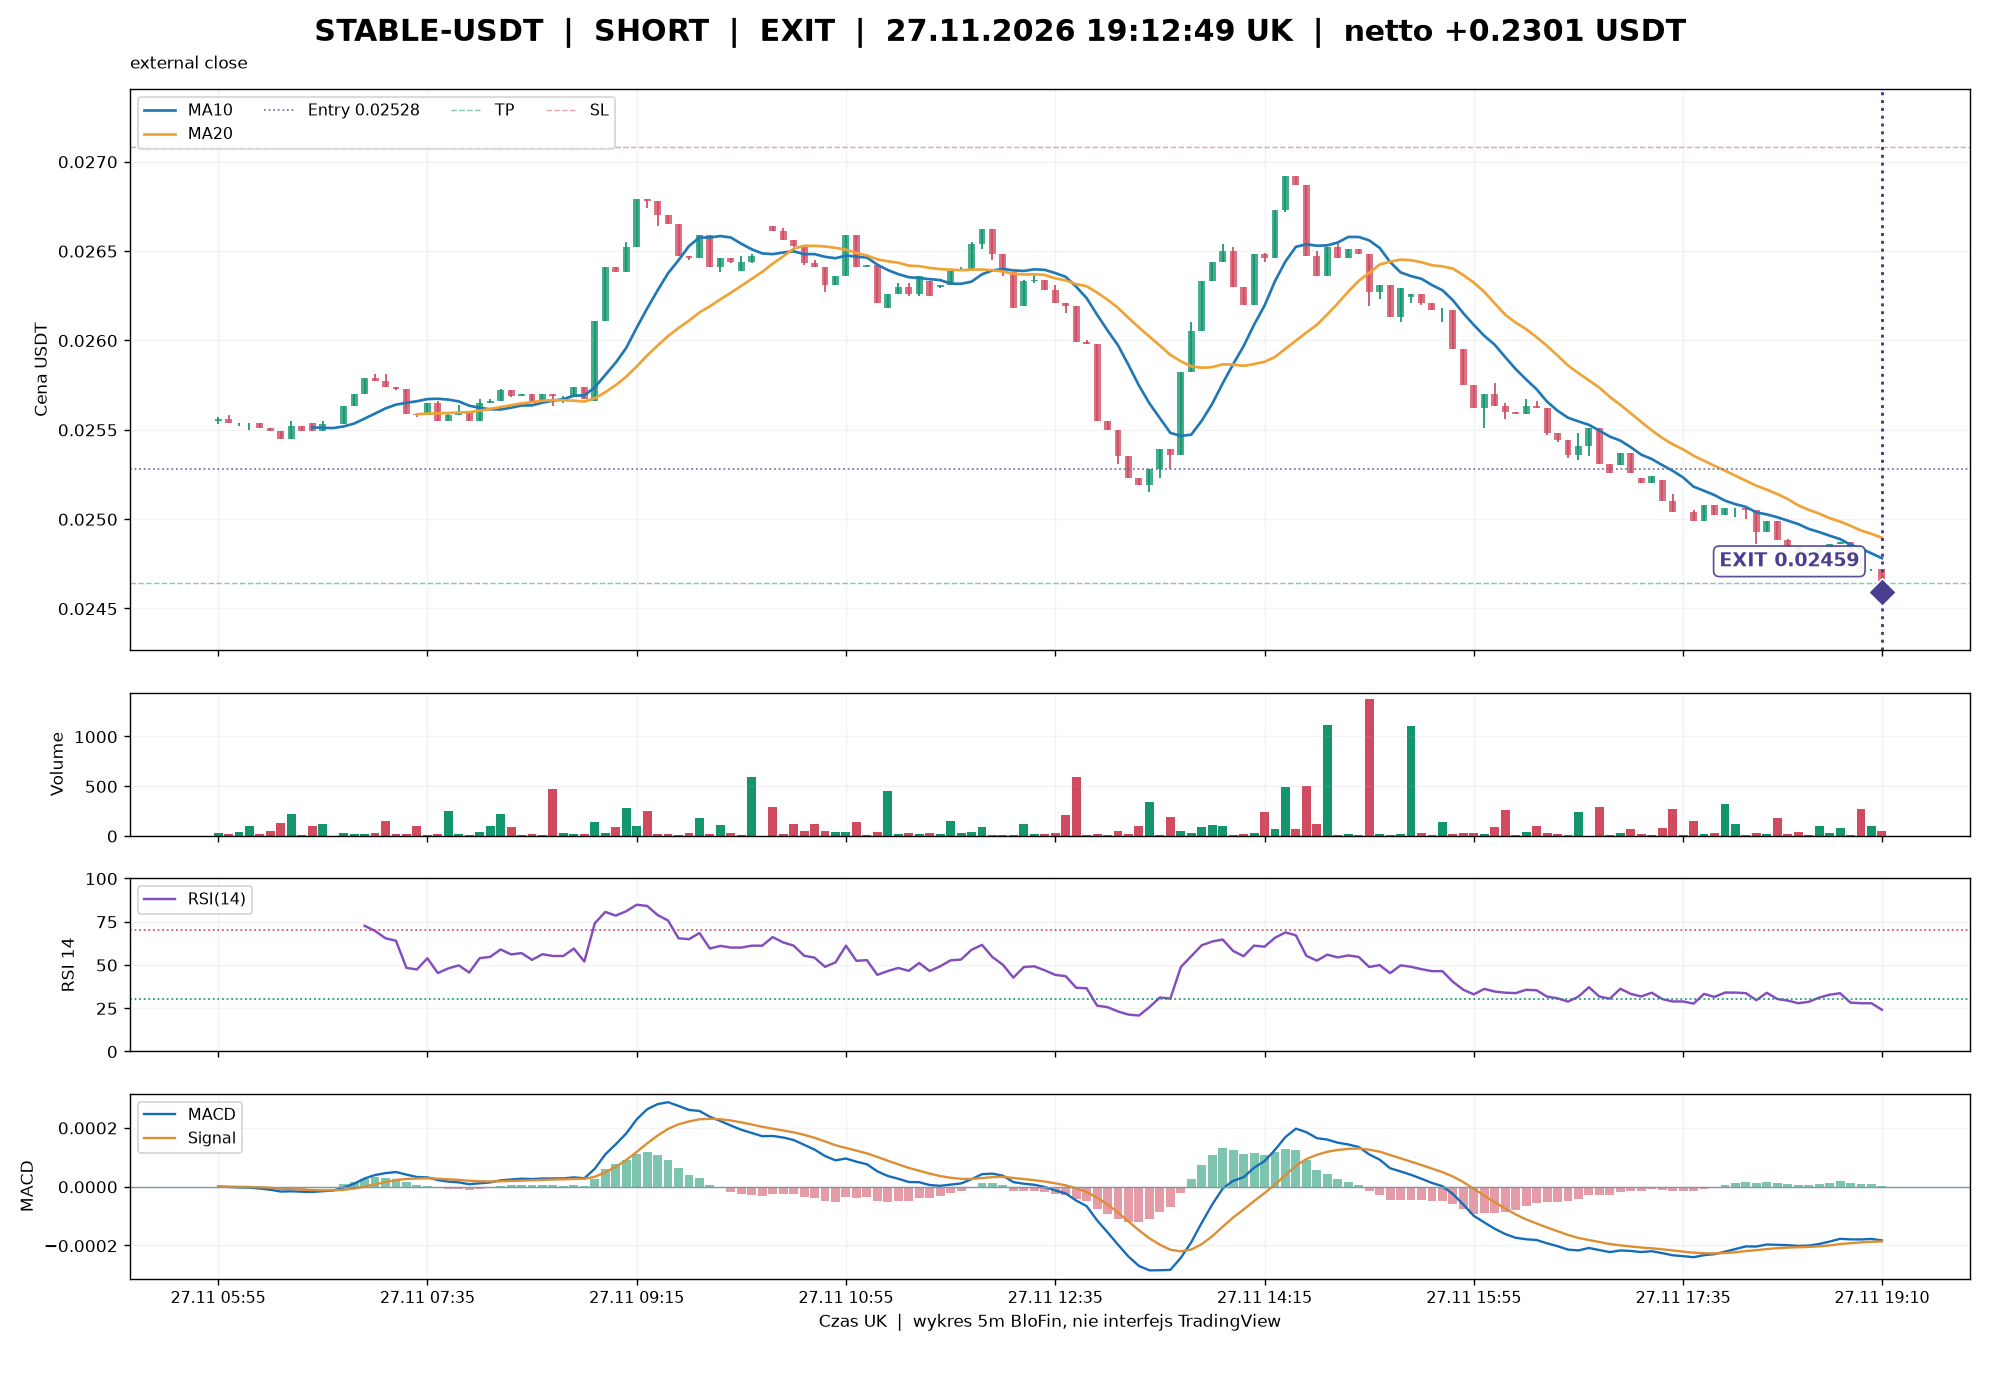 STABLE-USDT | SHORT | EXIT | 27.11.2026 19:12:49 UK | netto +0.2301 USDT
external close
MA10
MA20
Entry 0.02528
TP
SL
Cena USDT
0.0270
0.0265
0.0260
0.0255
0.0250
0.0245
EXIT 0.02459
Volume
1000
500
0
RSI(14)
RSI 14
100
75
50
25
0
MACD
Signal
MACD
0.0002
0.0000
−0.0002
27.11 05:55
27.11 07:35
27.11 09:15
27.11 10:55
27.11 12:35
27.11 14:15
27.11 15:55
27.11 17:35
27.11 19:10
Czas UK | wykres 5m BloFin, nie interfejs TradingView